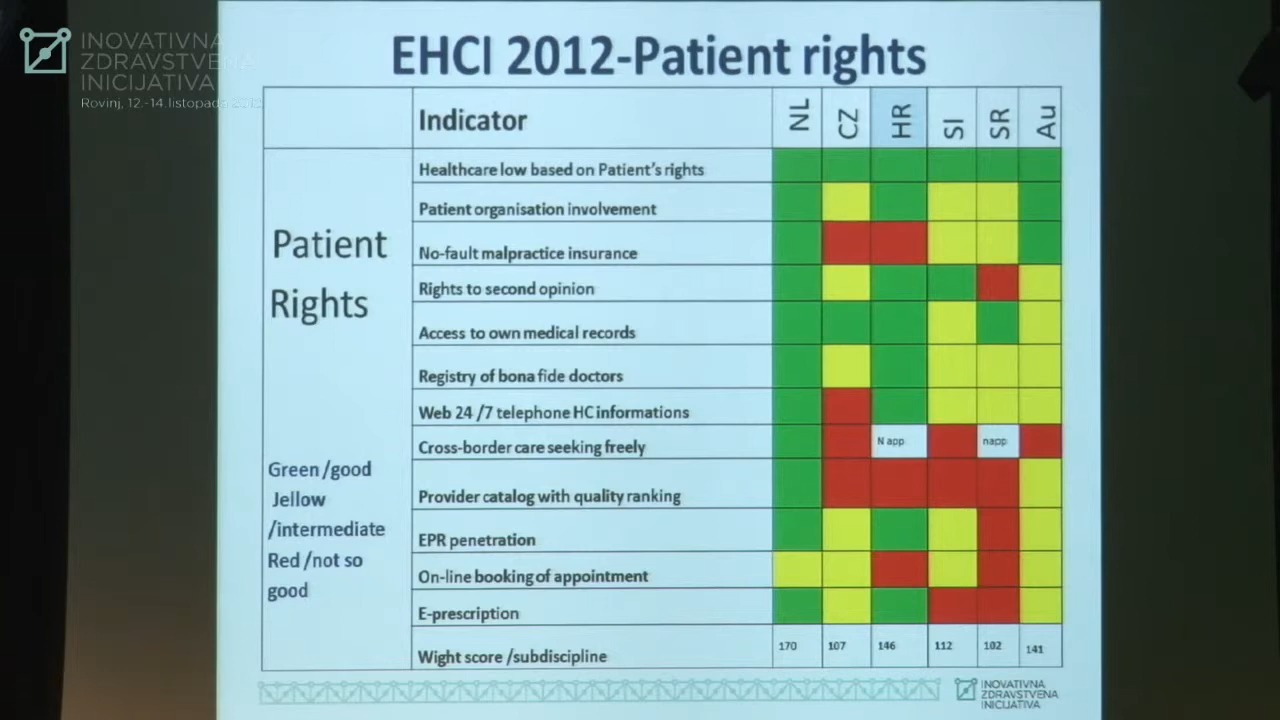 INOVATIVNA
ZDRAVSTVENA
INICIJATIVA
Rovinj, 12.-14.listopada
EHCI 2012-Patient rights
Indicator NL CZ HR SI SR Au
Patient
Rights
Healthcare low based on Patient's rights
Patient organisation involvement
No-fault malpractice insurance
Rights to second opinion
Access to own medical records
Registry of bona fide doctors
Web 24 /7 telephone HC informations
Cross-border care seeking freely N app napp
Provider catalog with quality ranking
EPR penetration
On-line booking of appointment
E-prescription
Wight score /subdiscipline 170 107 146 112 102 141
Green /good
Jellow
/intermediate
Red /not so
good
INOVATIVNA
ZDRAVSTVENA
INICIJATIVA